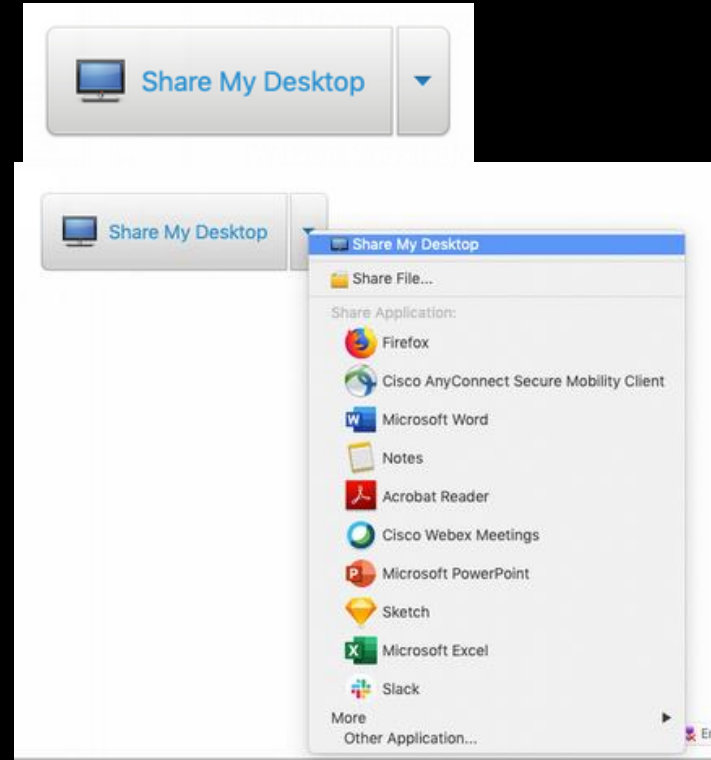 Share My Desktop
Share My Desktop
Share My Desktop
Share File...
Share Application:
Firefox
Cisco AnyConnect Secure Mobility Client
Microsoft Word
Notes
Acrobat Reader
Cisco Webex Meetings
Microsoft PowerPoint
Sketch
Microsoft Excel
Slack
More
Other Application...